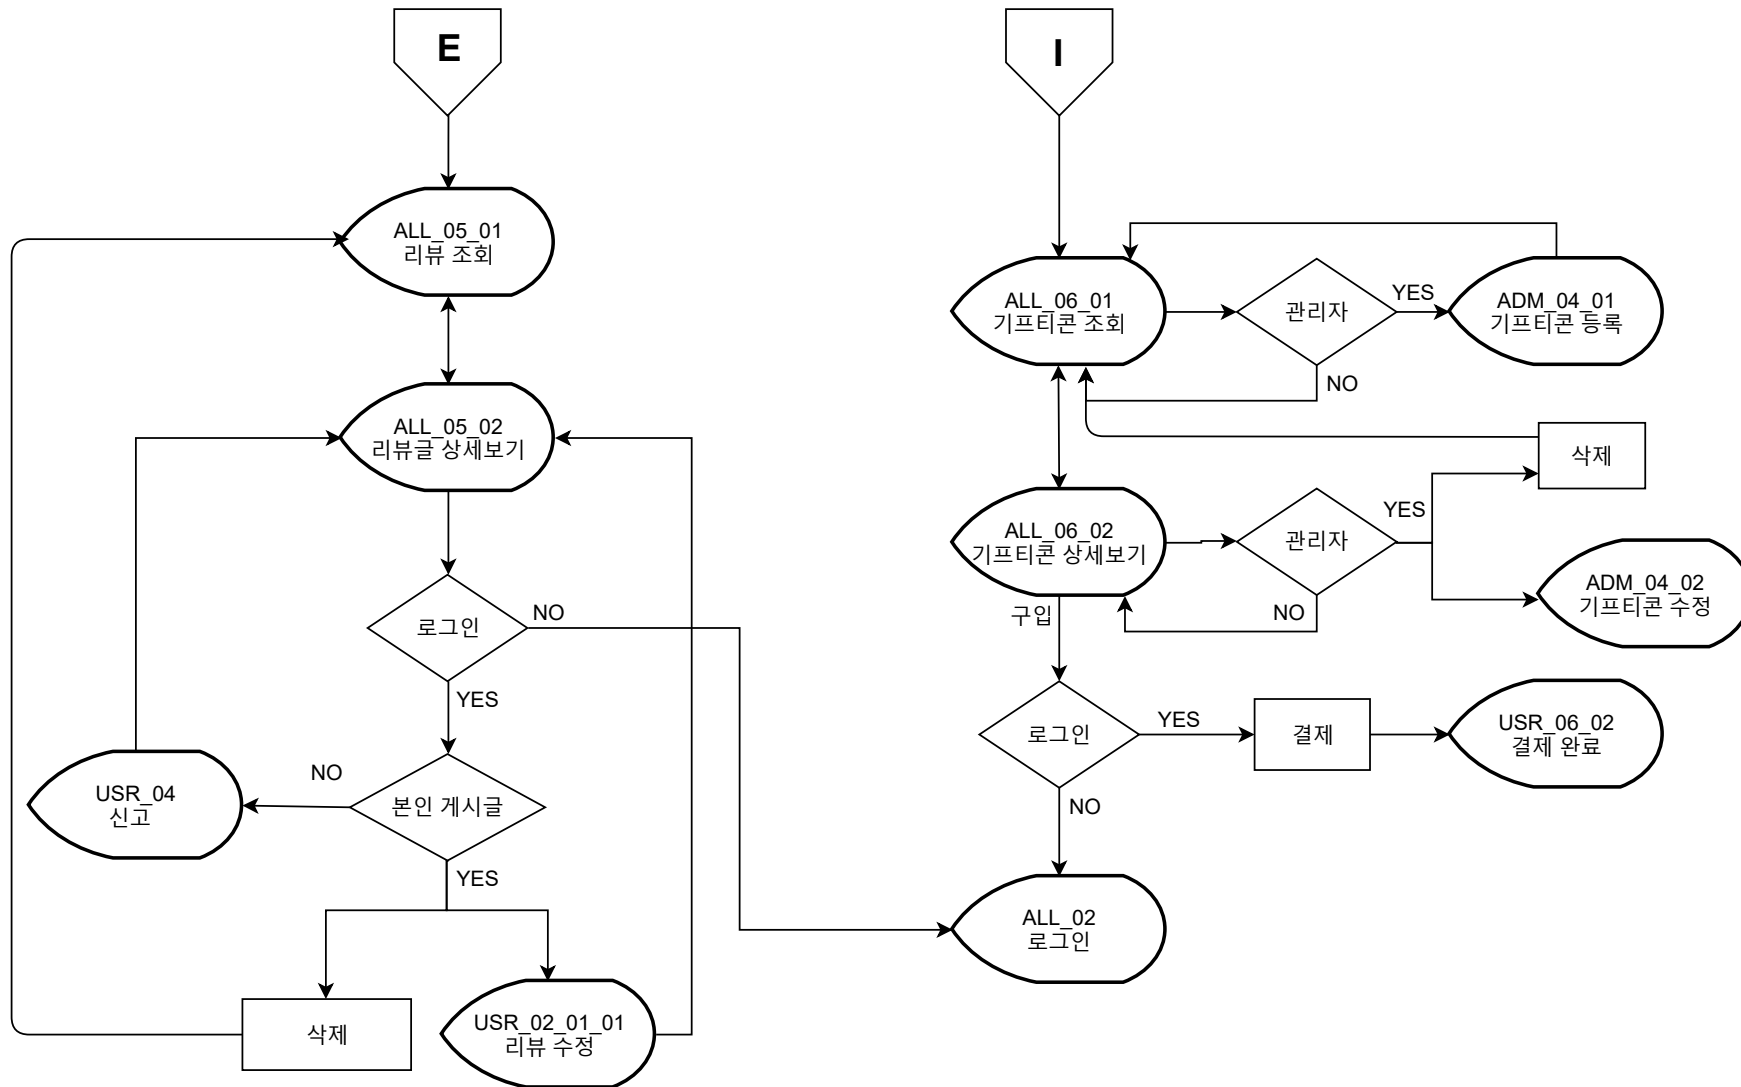 E
ALL_05_01
리뷰 조회
ALL_05_02
리뷰글 상세보기
로그인
NO
YES
본인 게시글
NO
USR_04
신고
YES
삭제
USR_02_01_01
리뷰 수정
I
ALL_06_01
기프티콘 조회
관리자
YES
ADM_04_01
기프티콘 등록
NO
삭제
ALL_06_02
기프티콘 상세보기
관리자
YES
ADM_04_02
기프티콘 수정
NO
구입
로그인
YES
결제
USR_06_02
결제 완료
NO
ALL_02
로그인